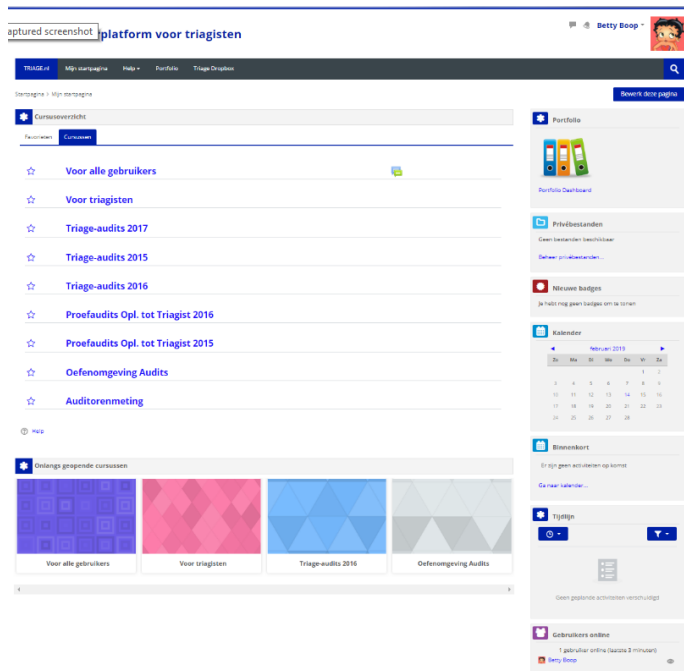 aptured screenshot
platform voor triagisten
Betty Boop
TRIAGE.nl Mijn startpagina Help Portfolio Triage Dropbox
Startpagina > Mijn startpagina
Bewerk deze pagina
Cursusoverzicht
Favorieten Cursussen
Voor alle gebruikers
Voor triagisten
Triage-audits 2017
Triage-audits 2015
Triage-audits 2016
Proefaudits Opl. tot Triagist 2016
Proefaudits Opl. tot Triagist 2015
Oefenomgeving Audits
Auditorenmeting
Help
Onlangs geopende cursussen
Voor alle gebruikers Voor triagisten Triage-audits 2016 Oefenomgeving Audits
Portfolio
Portfolio Dashboard
Privébestanden
Geen bestanden beschikbaar
Beheer privébestanden...
Nieuwe badges
Je hebt nog geen badges om te tonen
Kalender
februari 2019
Zo Ma Di Wo Do Vr Za
1 2
3 4 5 6 7 8 9
10 11 12 13 14 15 16
17 18 19 20 21 22 23
24 25 26 27 28
Binnenkort
Er zijn geen activiteiten op komst
Ga naar kalender...
Tijdlijn
Geen geplande activiteiten verschuldigd
Gebruikers online
1 gebruiker online (laatste 5 minuten)
Betty Boop